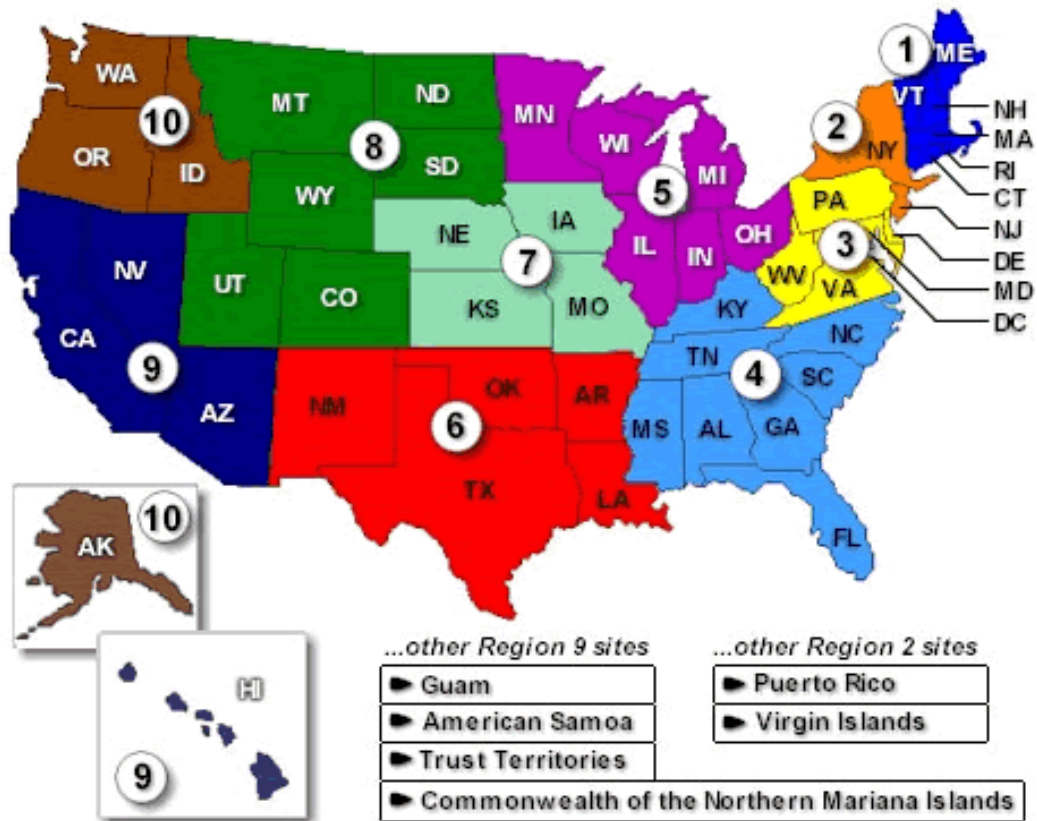 1
ME
WA
MT
ND
MN
VT
NH
10
2
MA
OR
ID
8
SD
WI
MI
NY
RI
WY
5
PA
CT
NV
NE
IA
IL
IN
OH
3
NJ
UT
CO
7
WV
VA
DE
CA
KS
MO
KY
MD
DC
9
AZ
NM
OK
AR
TN
NC
4
SC
6
MS
AL
GA
TX
LA
FL
10
AK
HI
9
...other Region 9 sites
Guam
American Samoa
Trust Territories
Commonwealth of the Northern Mariana Islands
...other Region 2 sites
Puerto Rico
Virgin Islands